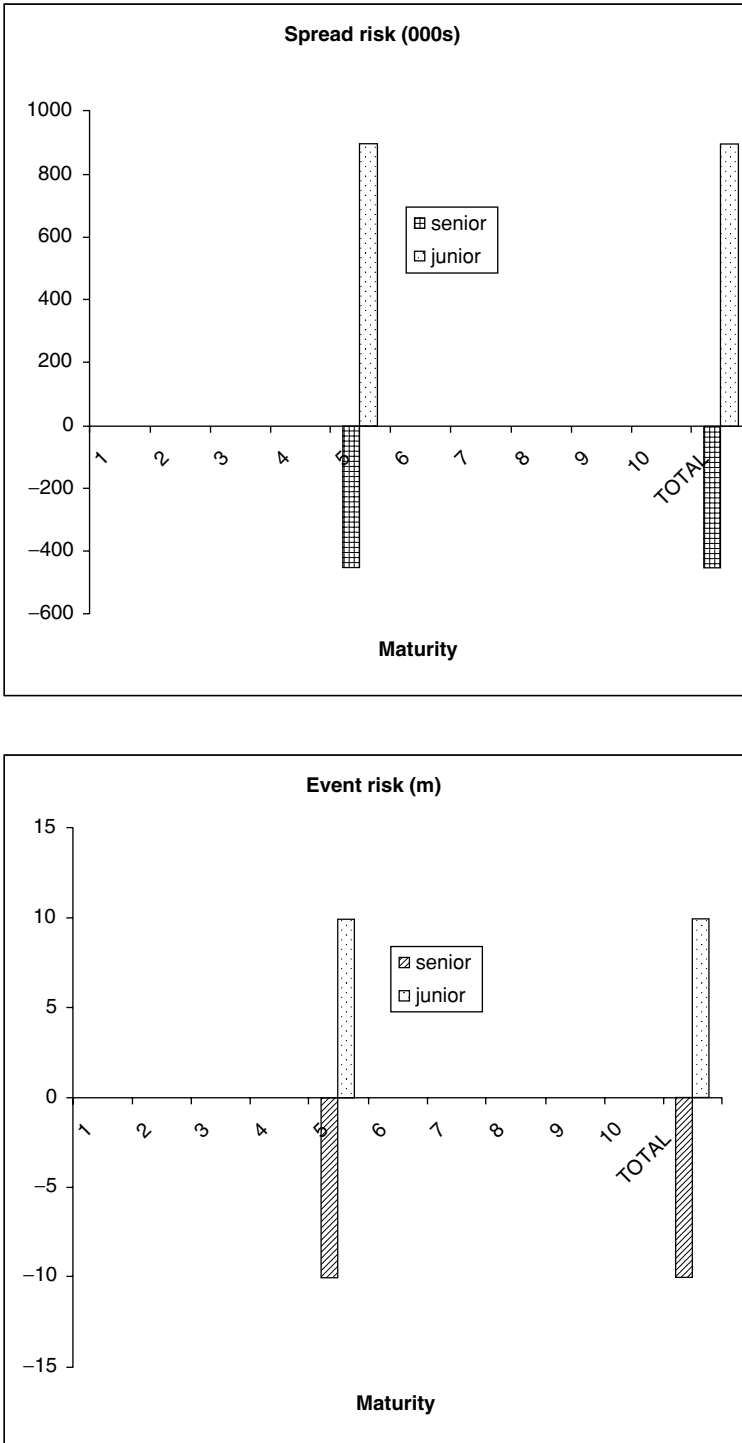 Spread risk (000s)
1000
800
600
400
200
0
−200
−400
−600
senior
junior
1 2 3 4 5 6 7 8 9 10 TOTAL
Maturity
Event risk (m)
15
10
5
0
−5
−10
−15
senior
junior
1 2 3 4 5 6 7 8 9 10 TOTAL
Maturity